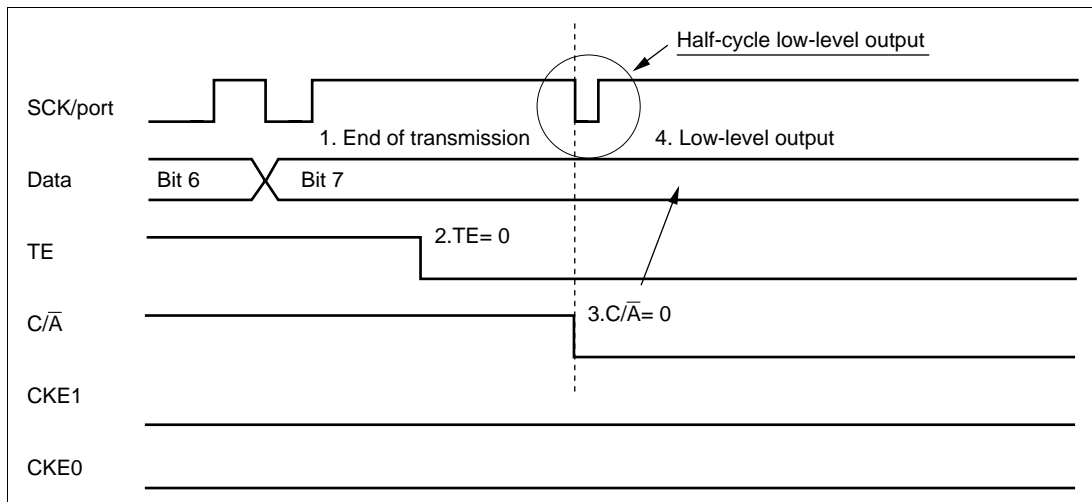 Half-cycle low-level output
SCK/port
1. End of transmission
4. Low-level output
Data
Bit 6
Bit 7
TE
2.TE= 0
C/A̅
3.C/A̅= 0
CKE1
CKE0